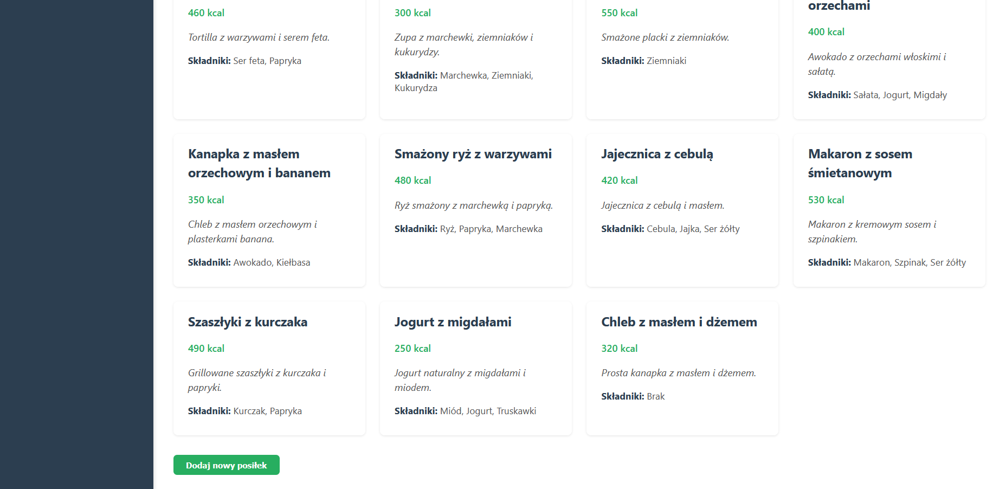 460 kcal
Tortilla z warzywami i serem feta.
Składniki: Ser feta, Papryka
300 kcal
Zupa z marchewki, ziemniaków i
kukurydzy.
Składniki: Marchewka, Ziemniaki,
Kukurydza
550 kcal
Smażone placki z ziemniaków.
Składniki: Ziemniaki
orzechami
400 kcal
Awokado z orzechami włoskimi i
sałatą.
Składniki: Sałata, Jogurt, Migdały
Kanapka z masłem
orzechowym i bananem
350 kcal
Chleb z masłem orzechowym i
plasterkami banana.
Składniki: Awokado, Kiełbasa
Smażony ryż z warzywami
480 kcal
Ryż smażony z marchewką i papryką.
Składniki: Ryż, Papryka, Marchewka
Jajecznica z cebulą
420 kcal
Jajecznica z cebulą i masłem.
Składniki: Cebula, Jajka, Ser żółty
Makaron z sosem
śmietanowym
530 kcal
Makaron z kremowym sosem i
szpinakiem.
Składniki: Makaron, Szpinak, Ser żółty
Szaszłyki z kurczaka
490 kcal
Grillowane szaszłyki z kurczaka i
papryki.
Składniki: Kurczak, Papryka
Jogurt z migdałami
250 kcal
Jogurt naturalny z migdałami i
miodem.
Składniki: Miód, Jogurt, Truskawki
Chleb z masłem i dżemem
320 kcal
Prosta kanapka z masłem i dżemem.
Składniki: Brak
Dodaj nowy posiłek